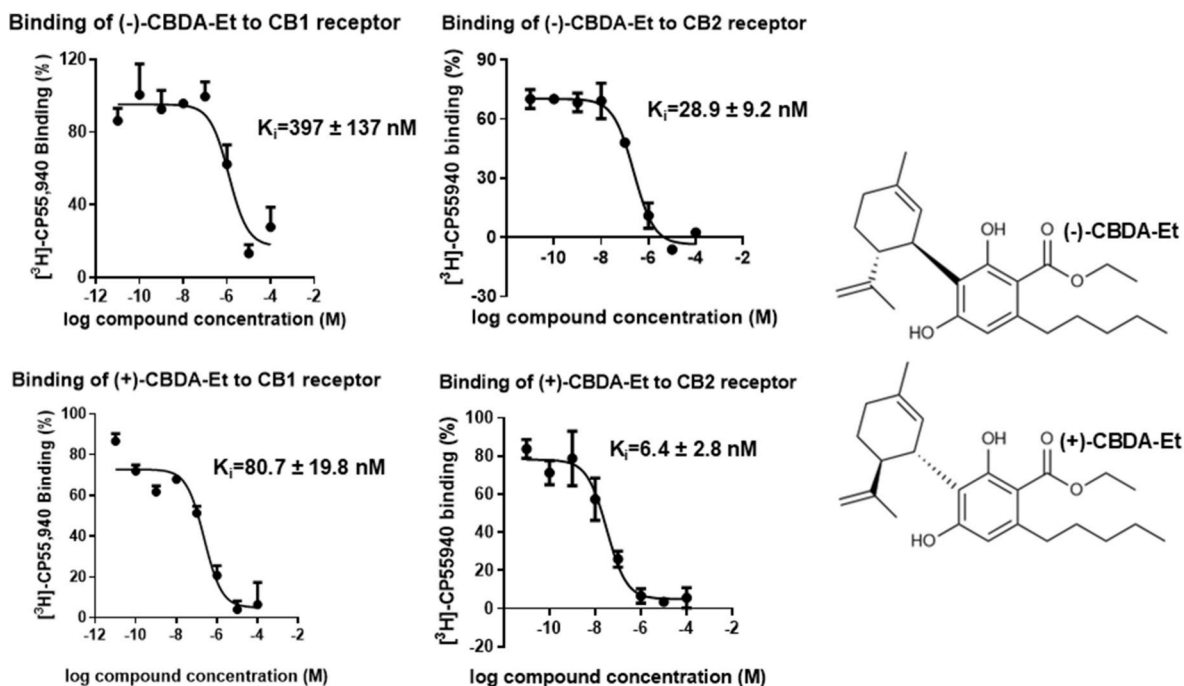 Binding of (-)-CBDA-Et to CB1 receptor
120
80
40
0
[³H]-CP55,940 Binding (%)
Kᵢ=397 ± 137 nM
12 -10 -8 -6 -4 -2
log compound concentration (M)
Binding of (-)-CBDA-Et to CB2 receptor
90
60
30
0
-30
[³H]-CP55940 binding (%)
Kᵢ=28.9 ± 9.2 nM
-10 -8 -6 -4 -2
log compound concentration (M)
OH O (-)-CBDA-Et
O
HO
Binding of (+)-CBDA-Et to CB1 receptor
100
80
60
40
20
0
[³H]-CP55,940 Binding (%)
Kᵢ=80.7 ± 19.8 nM
12 -10 -8 -6 -4 -2
log compound concentration (M)
Binding of (+)-CBDA-Et to CB2 receptor
100
80
60
40
20
0
-20
[³H]-CP55940 binding (%)
Kᵢ=6.4 ± 2.8 nM
-10 -8 -6 -4 -2
log compound concentration (M)
OH O (+)-CBDA-Et
O
HO